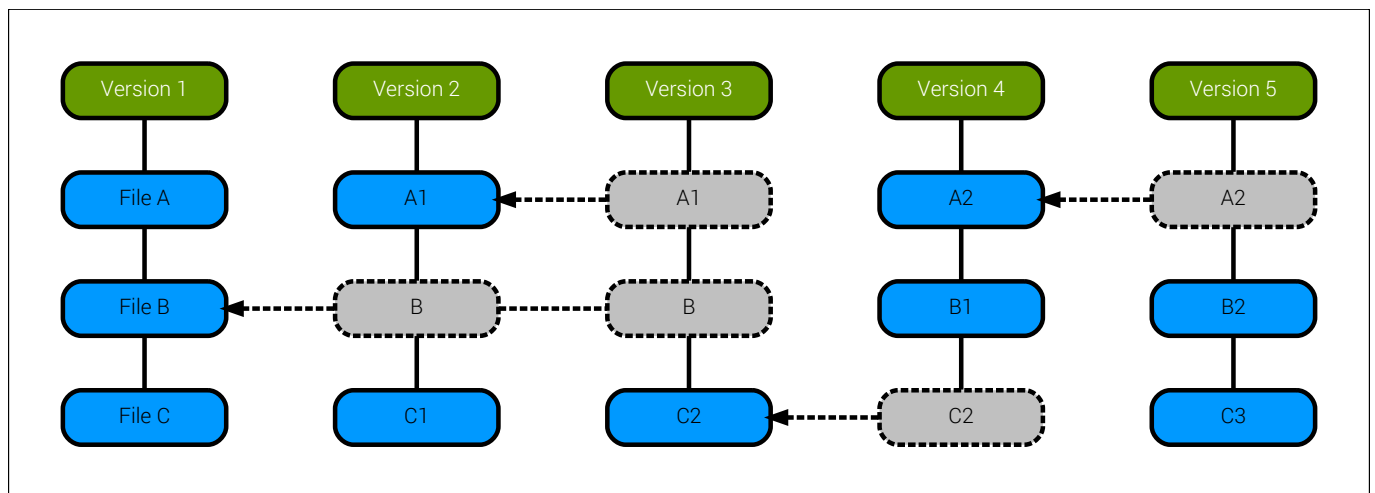 Version 1
Version 2
Version 3
Version 4
Version 5
File A
A1
A1
A2
A2
File B
B
B
B1
B2
File C
C1
C2
C2
C3